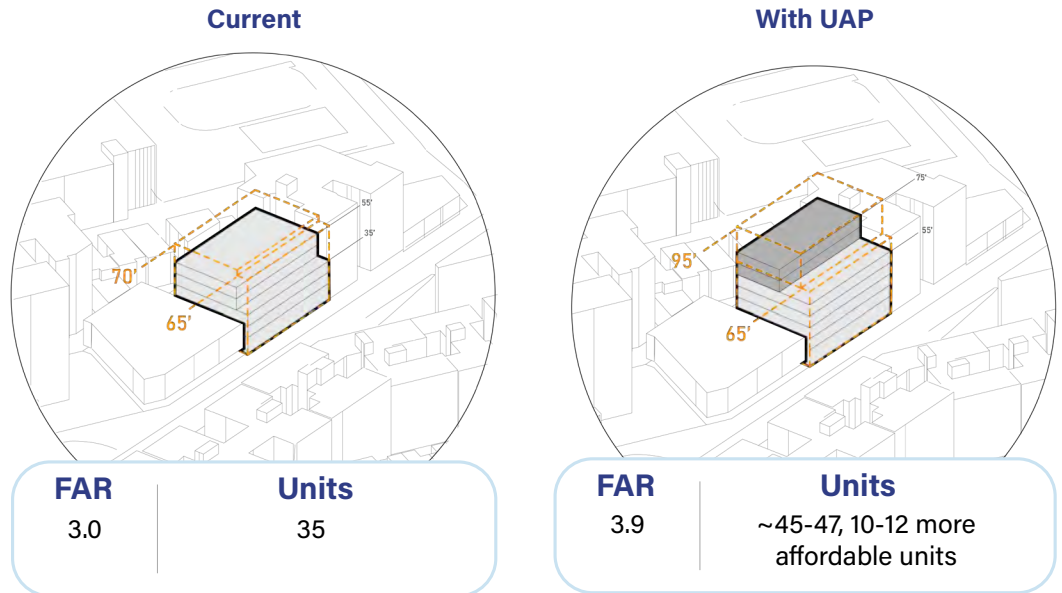 Current
55'
35'
70'
65'
FAR
Units
3.0
35
With UAP
75'
55'
95'
65'
FAR
Units
3.9
~45-47, 10-12 more
affordable units